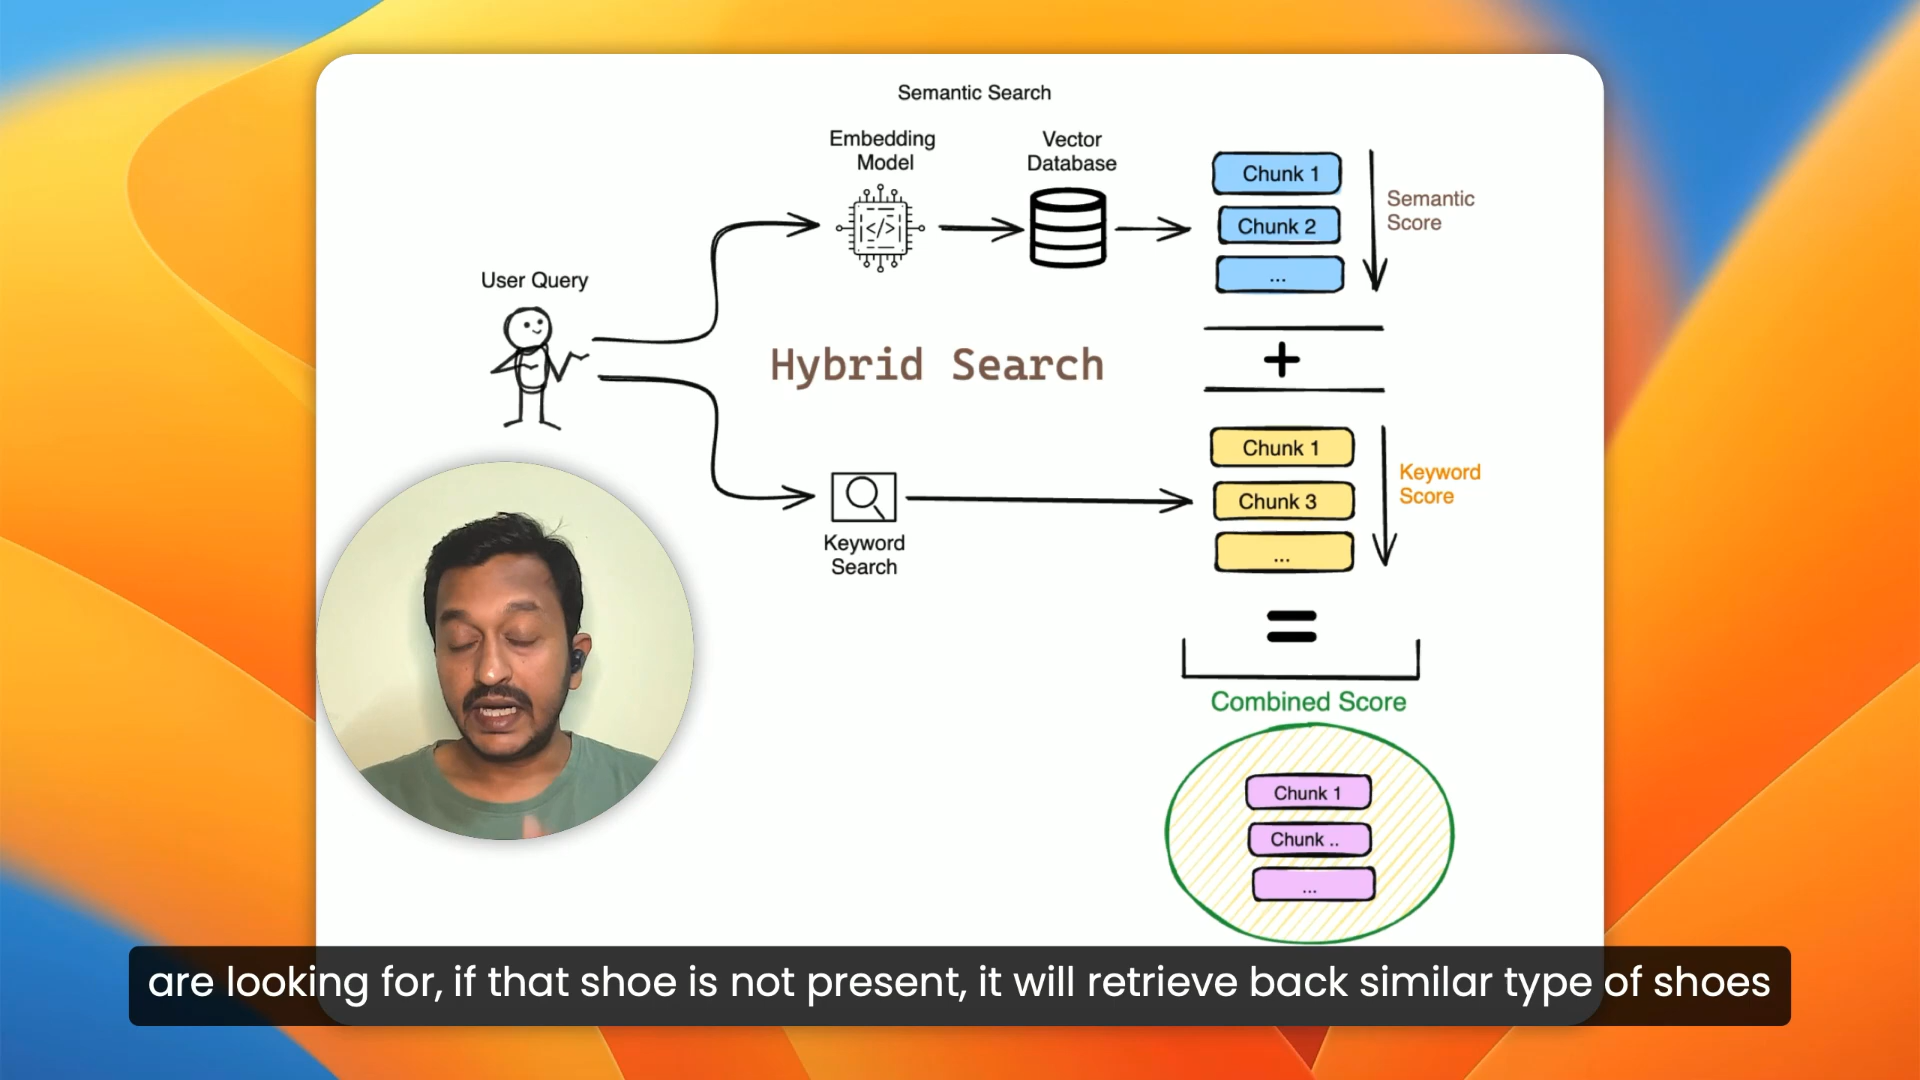 Semantic Search
Embedding
Model
Vector
Database
Chunk 1
Chunk 2
...
Semantic
Score
User Query
Hybrid Search
+
Chunk 1
Chunk 3
...
Keyword
Score
Keyword
Search
=
Combined Score
Chunk 1
Chunk ..
...
are looking for, if that shoe is not present, it will retrieve back similar type of shoes